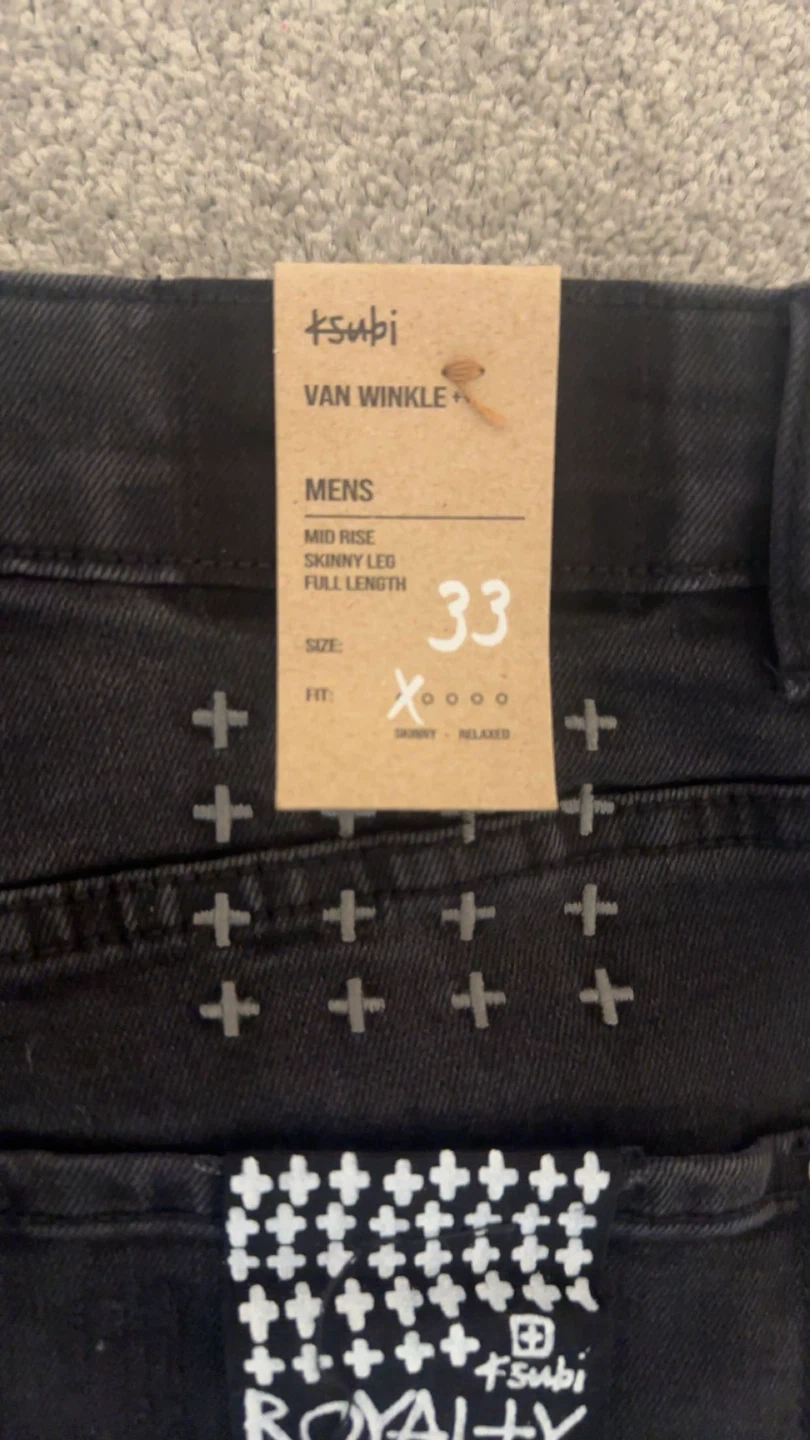 ksubi
VAN WINKLE
MENS
MID RISE
SKINNY LEG
FULL LENGTH
33
SIZE:
FIT: X
SKINNY - RELAXED
Ksubi
ROYALTY